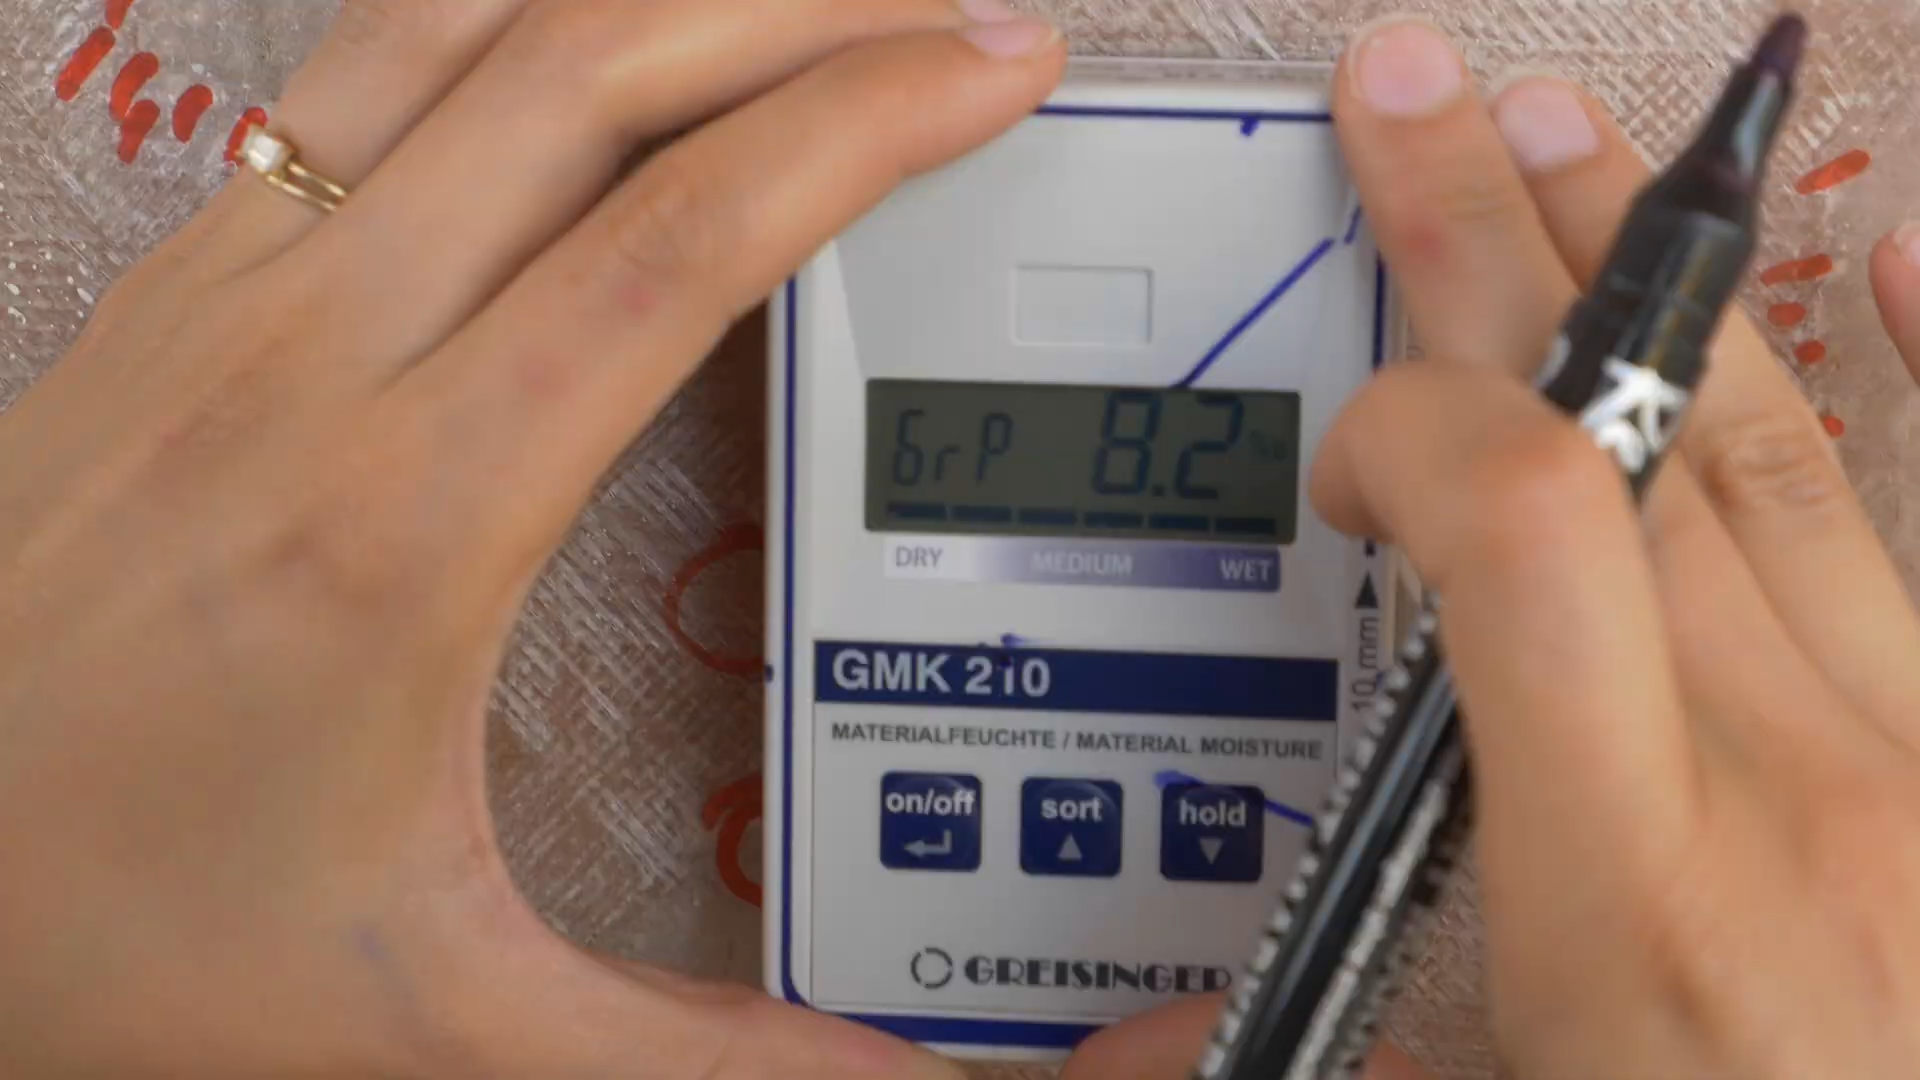 GrP 8.2 %u
DRY MEDIUM WET
10 mm
GMK 210
MATERIALFEUCHTE / MATERIAL MOISTURE
on/off sort hold
GREISINGER